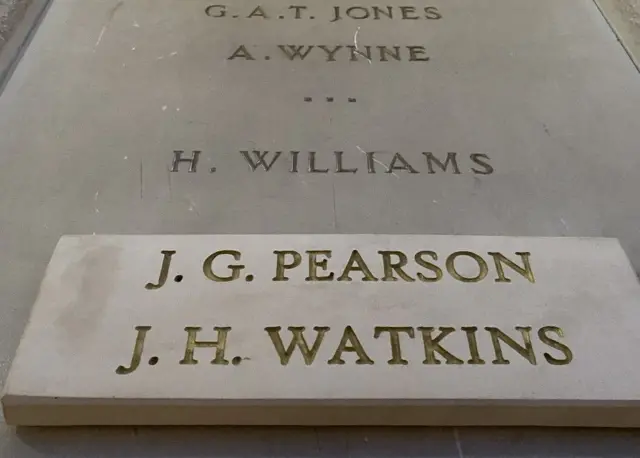 G.A.T. JONES
A. WYNNE
...
H. WILLIAMS
J. G. PEARSON
J. H. WATKINS